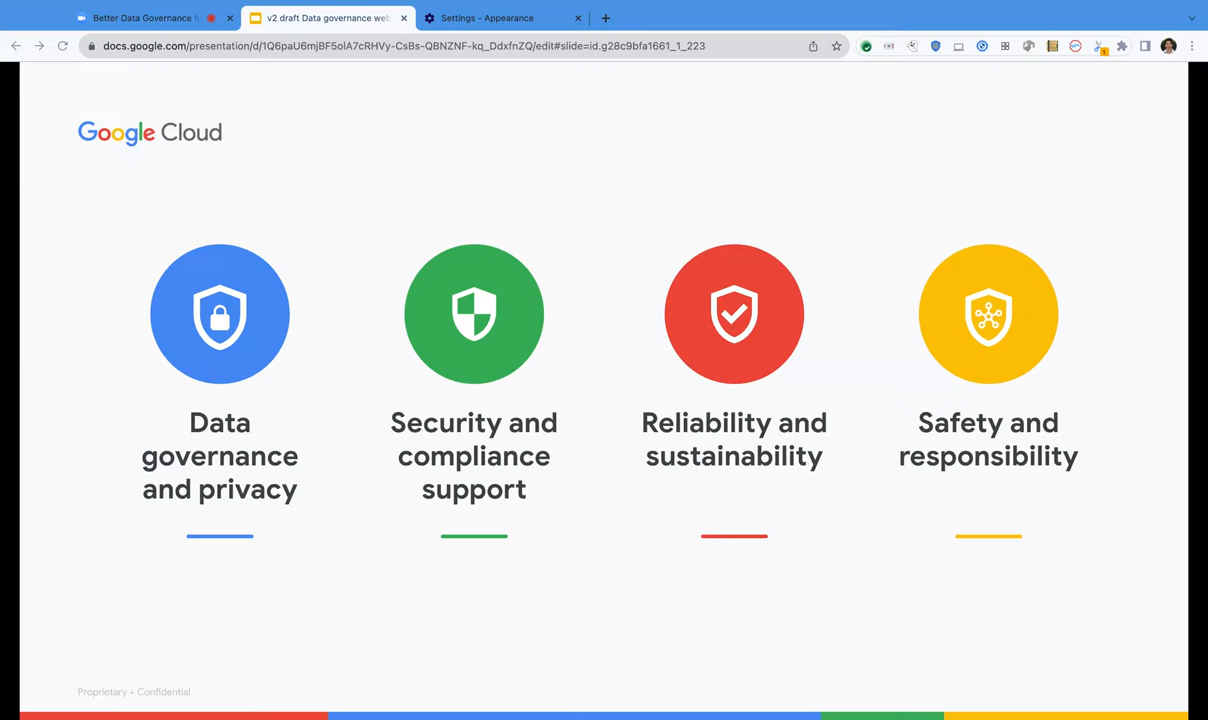 Better Data Governance f
v2 draft Data governance web
Settings - Appearance
docs.google.com/presentation/d/1Q6paU6mjBF5olA7cRHVy-CsBs-QBNZNF-kq_DdxfnZQ/edit#slide=id.g28c9bfa1661_1_223
1
Google Cloud
Data
governance
and privacy
Security and
compliance
support
Reliability and
sustainability
Safety and
responsibility
Proprietary + Confidential